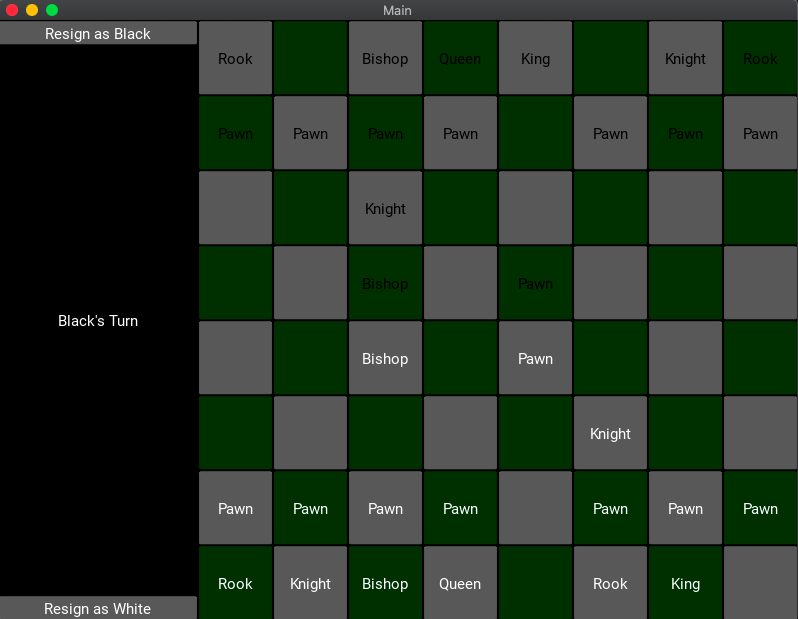 Main
Resign as Black
Rook Bishop Queen King Knight Rook
Pawn Pawn Pawn Pawn Pawn Pawn Pawn
Knight
Bishop Pawn
Black's Turn
Bishop Pawn
Knight
Pawn Pawn Pawn Pawn Pawn Pawn Pawn
Rook Knight Bishop Queen Rook King
Resign as White